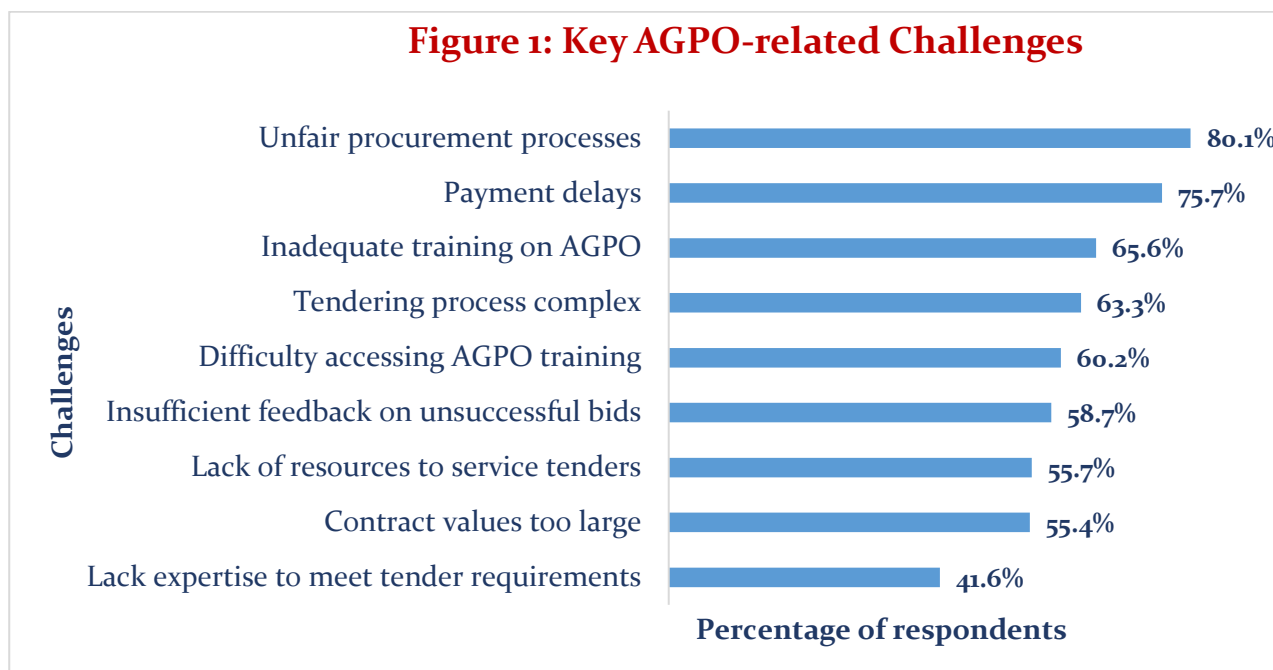 Figure 1: Key AGPO-related Challenges
Challenges
Unfair procurement processes 80.1%
Payment delays 75.7%
Inadequate training on AGPO 65.6%
Tendering process complex 63.3%
Difficulty accessing AGPO training 60.2%
Insufficient feedback on unsuccessful bids 58.7%
Lack of resources to service tenders 55.7%
Contract values too large 55.4%
Lack expertise to meet tender requirements 41.6%
Percentage of respondents